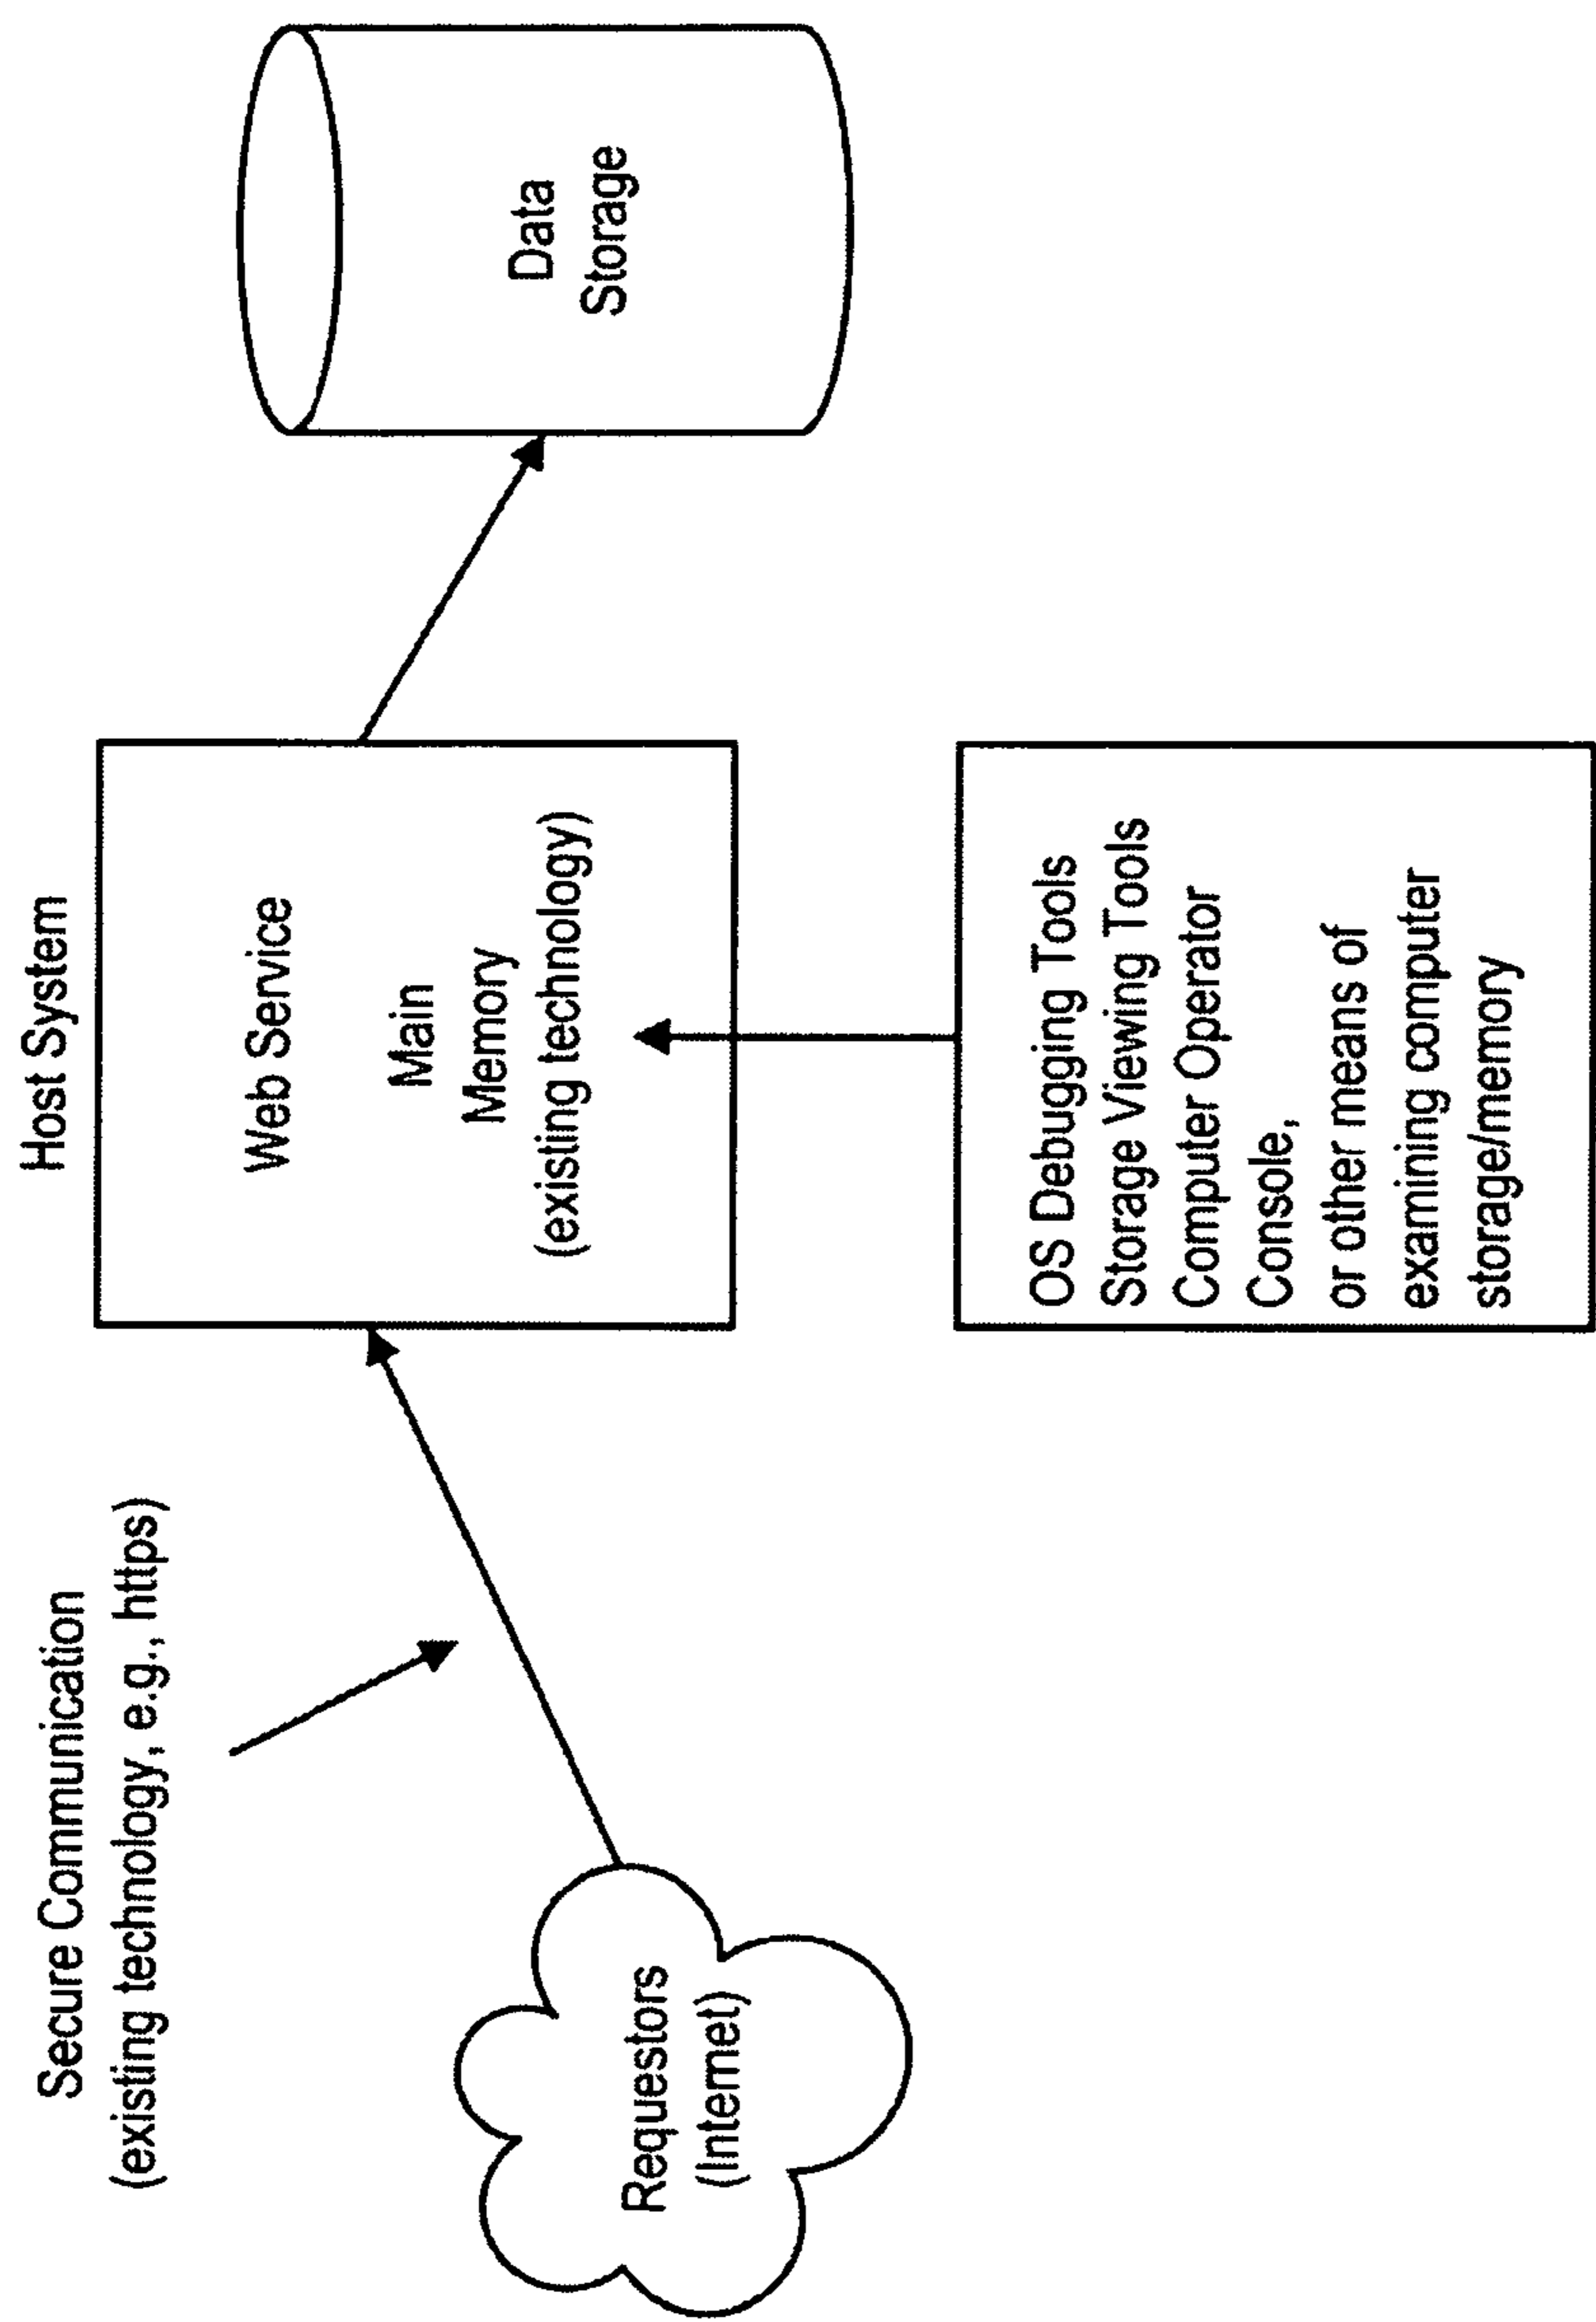 Secure Communication
(existing technology, e.g., https)
Host System
Web Service
Main
Memory
(existing technology)
Data
Storage
Requestors
(Internet)
OS Debugging Tools
Storage Viewing Tools
Computer Operator
Console,
or other means of
examining computer
storage/memory